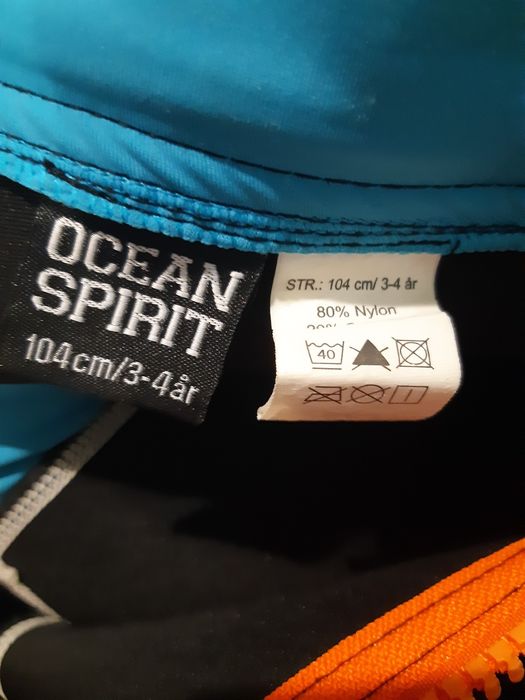 OCEAN
SPIRIT
104cm/3-4år
STR.: 104 cm/ 3-4 år
80% Nylon
40